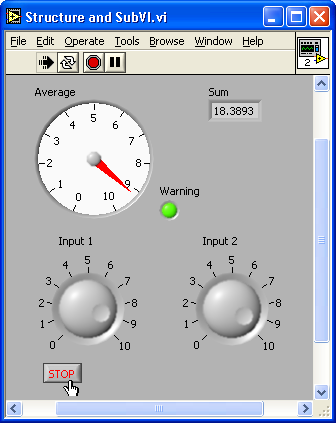 Structure and SubVI.vi
File Edit Operate Tools Browse Window Help
2
Average
Sum
18.3893
0 1 2 3 4 5 6 7 8 9 10
Warning
Input 1
Input 2
0 1 2 3 4 5 6 7 8 9 10
0 1 2 3 4 5 6 7 8 9 10
STOP